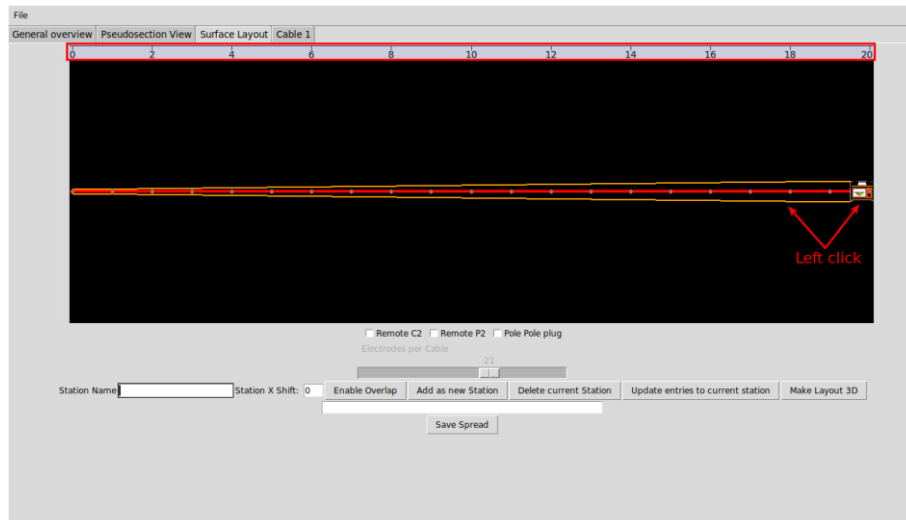 File
General overview Pseudosection View Surface Layout Cable 1
0 2 4 6 8 10 12 14 16 18 20
Left click
Remote C2 Remote P2 Pole Pole plug
Electrodes per Cable
21
Station Name Station X Shift: 0 Enable Overlap Add as new Station Delete current Station Update entries to current station Make Layout 3D
Save Spread